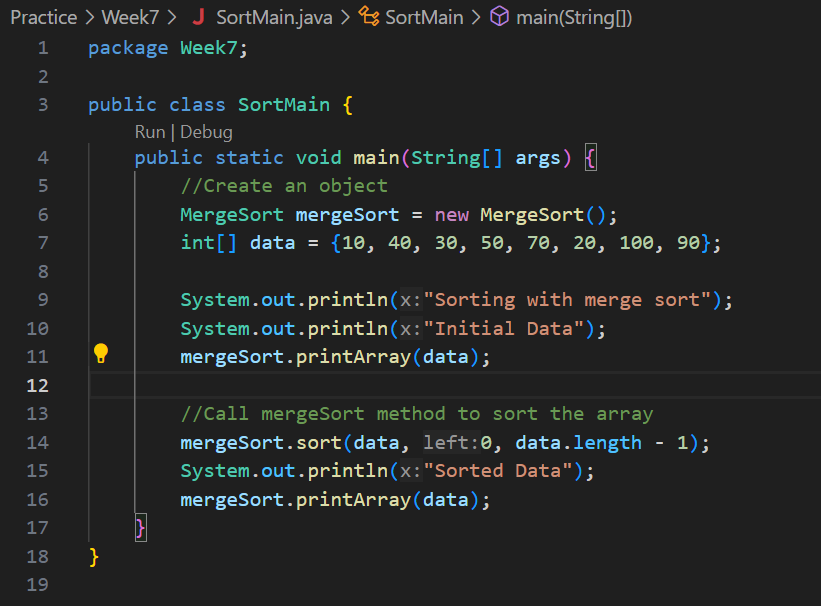 Practice > Week7 > J SortMain.java > SortMain > main(String[])
1 package Week7;
2
3 public class SortMain {
Run | Debug
4 public static void main(String[] args) {
5 //Create an object
6 MergeSort mergeSort = new MergeSort();
7 int[] data = {10, 40, 30, 50, 70, 20, 100, 90};
8
9 System.out.println(x:"Sorting with merge sort");
10 System.out.println(x:"Initial Data");
11 mergeSort.printArray(data);
12
13 //Call mergeSort method to sort the array
14 mergeSort.sort(data, left:0, data.length - 1);
15 System.out.println(x:"Sorted Data");
16 mergeSort.printArray(data);
17 }
18 }
19